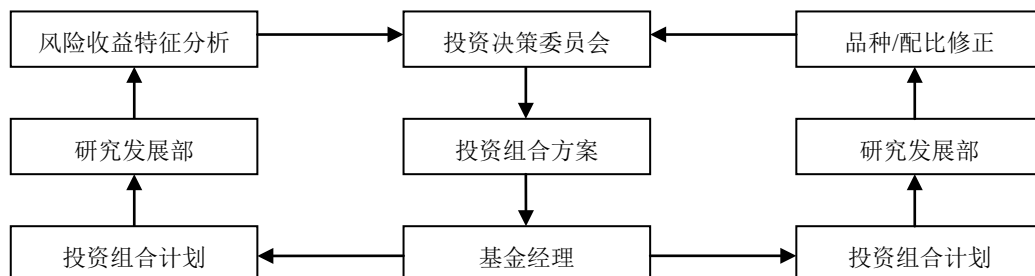 风险收益特征分析
投资决策委员会
品种/配比修正
研究发展部
投资组合方案
研究发展部
投资组合计划
基金经理
投资组合计划